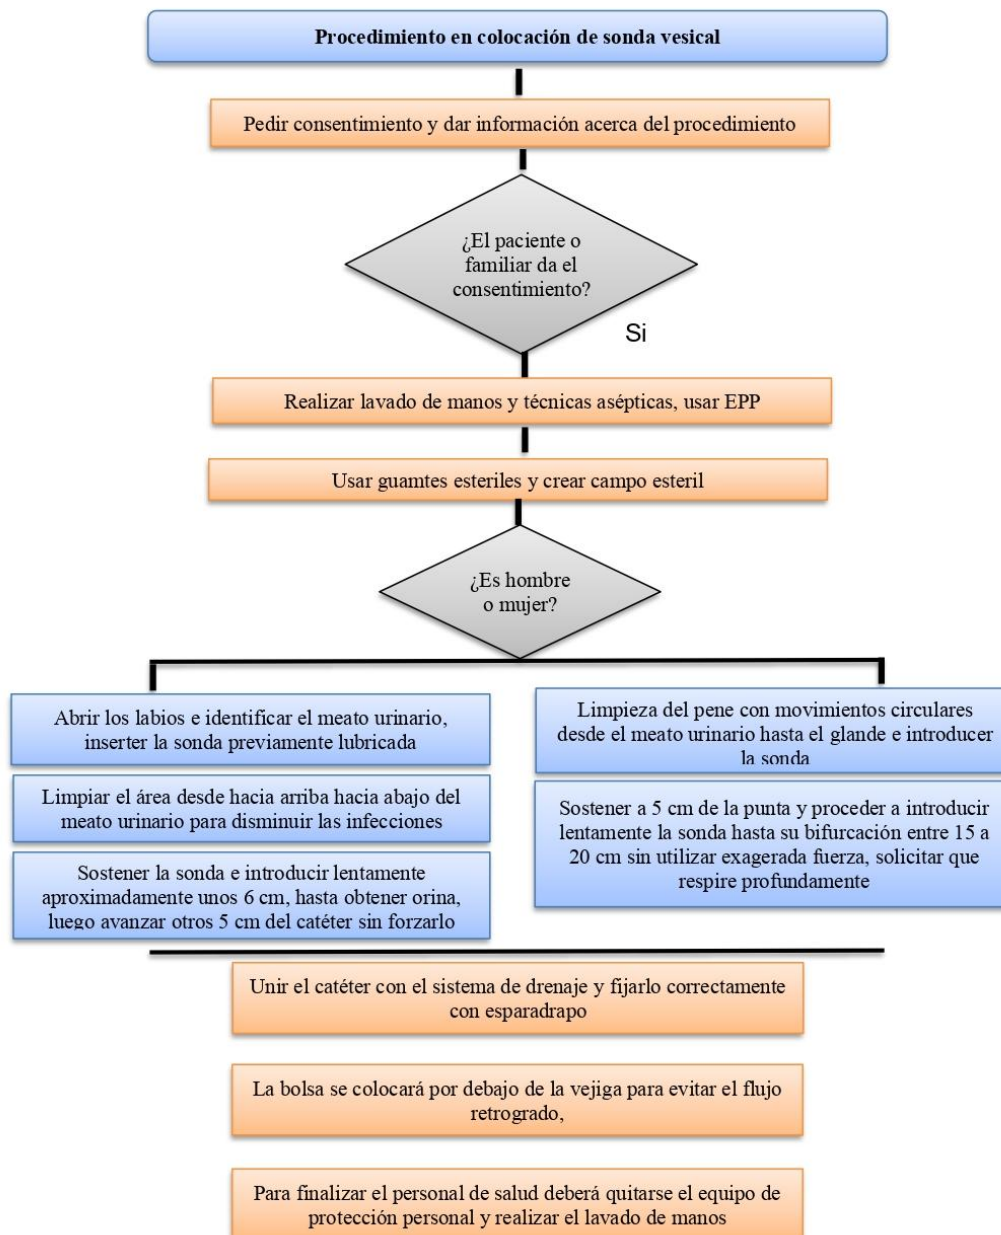 Procedimiento en colocación de sonda vesical
Pedir consentimiento y dar información acerca del procedimiento
¿El paciente o
familiar da el
consentimiento?
Si
Realizar lavado de manos y técnicas asépticas, usar EPP
Usar guamtes esteriles y crear campo esteril
¿Es hombre
o mujer?
Abrir los labios e identificar el meato urinario,
inserter la sonda previamente lubricada
Limpiar el área desde hacia arriba hacia abajo del
meato urinario para disminuir las infecciones
Sostener la sonda e introducir lentamente
aproximadamente unos 6 cm, hasta obtener orina,
luego avanzar otros 5 cm del catéter sin forzarlo
Limpieza del pene con movimientos circulares
desde el meato urinario hasta el glande e introducer
la sonda
Sostener a 5 cm de la punta y proceder a introducir
lentamente la sonda hasta su bifurcación entre 15 a
20 cm sin utilizar exagerada fuerza, solicitar que
respire profundamente
Unir el catéter con el sistema de drenaje y fijarlo correctamente
con esparadrapo
La bolsa se colocará por debajo de la vejiga para evitar el flujo
retrogrado,
Para finalizar el personal de salud deberá quitarse el equipo de
protección personal y realizar el lavado de manos